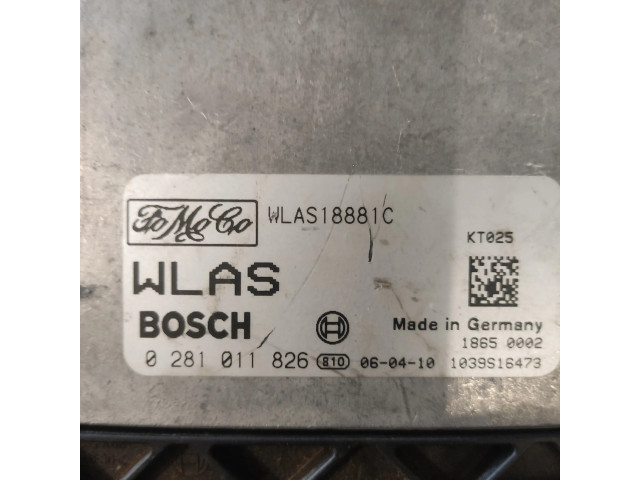 FoMoCo WLAS18881C
KT025
WLAS
BOSCH
Made in Germany
1865 0002
0 281 011 826 810 06-04-10 1039S16473